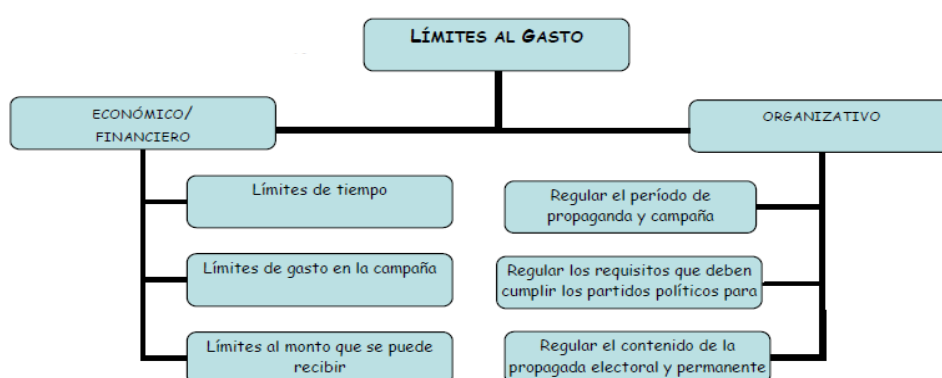 LÍMITES AL GASTO
ECONÓMICO/
FINANCIERO
Límites de tiempo
Límites de gasto en la campaña
Límites al monto que se puede
recibir
ORGANIZATIVO
Regular el período de
propaganda y campaña
Regular los requisitos que deben
cumplir los partidos políticos para
Regular el contenido de la
propagada electoral y permanente